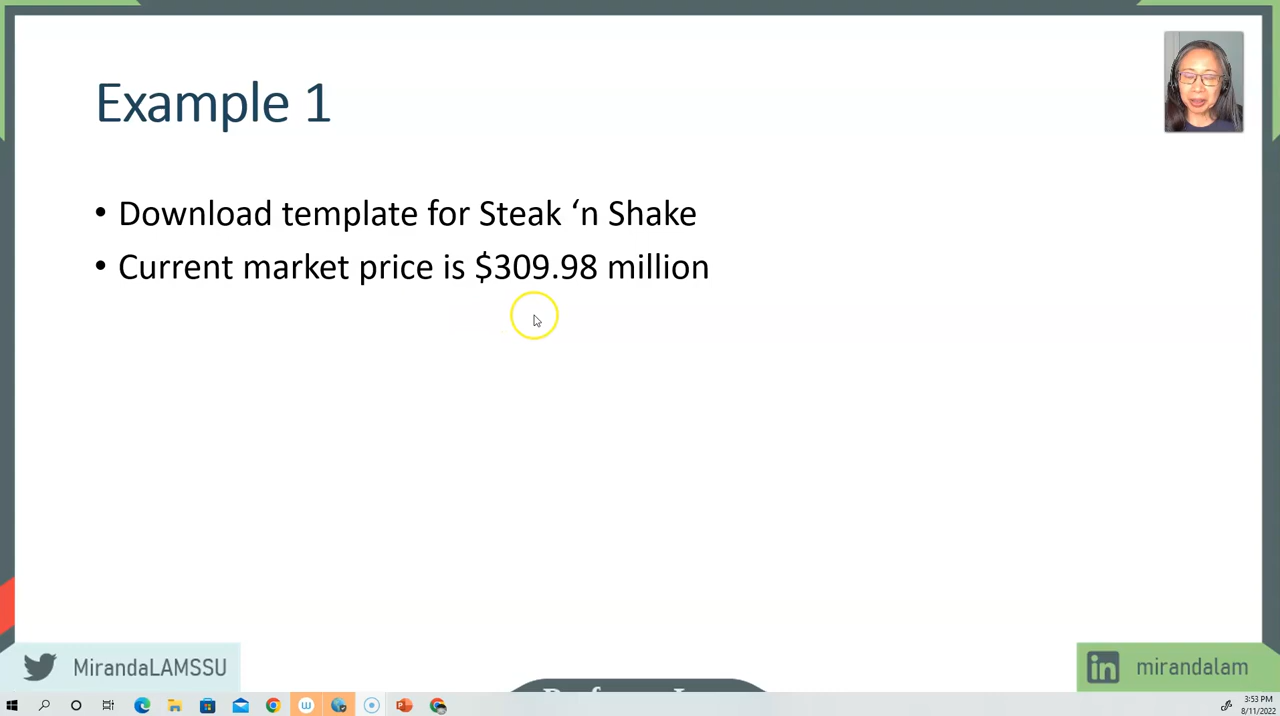 Example 1
• Download template for Steak ‘n Shake
• Current market price is $309.98 million
MirandaLAMSSU
in mirandalam
3:53 PM
8/11/2022